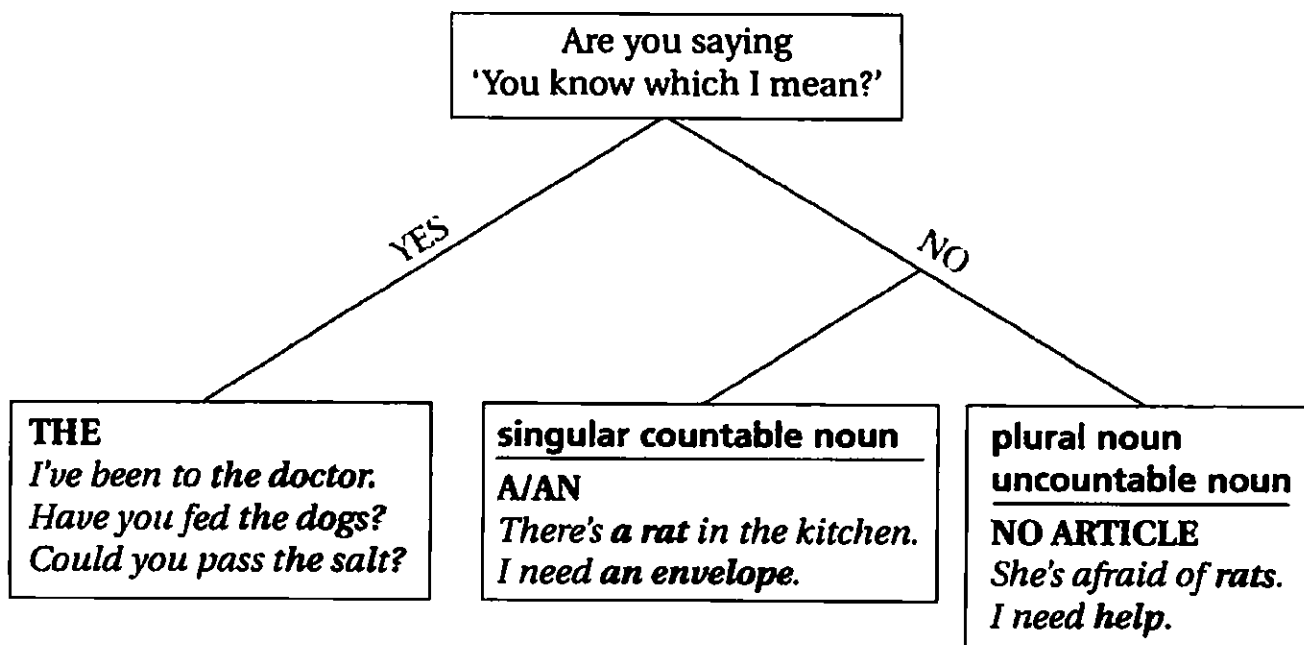 Are you saying
'You know which I mean?'
YES
NO
THE
I've been to the doctor.
Have you fed the dogs?
Could you pass the salt?
singular countable noun
A/AN
There's a rat in the kitchen.
I need an envelope.
plural noun
uncountable noun
NO ARTICLE
She's afraid of rats.
I need help.